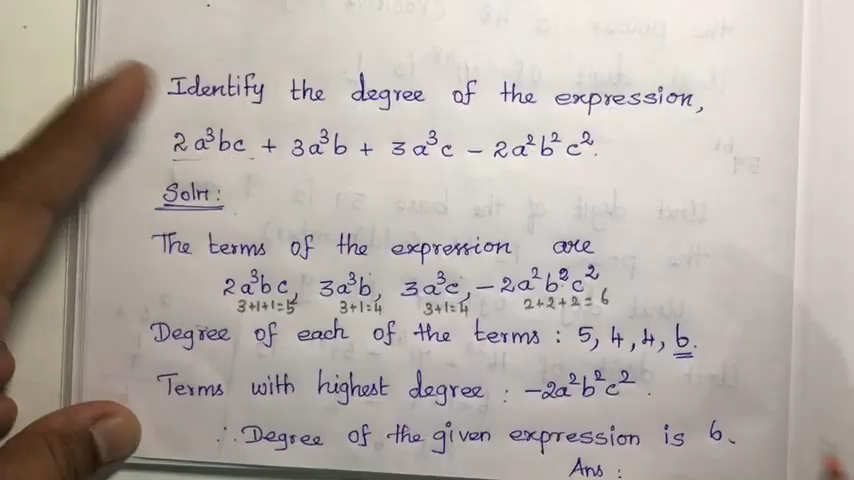 Identify the degree of the expression,
2a³bc + 3a³b + 3a³c - 2a²b²c².
Soln:
The terms of the expression are
2a³bc, 3a³b, 3a³c, -2a²b²c²
3+1+1=5 3+1=4 3+1=4 2+2+2=6
Degree of each of the terms : 5, 4, 4, 6.
Terms with highest degree : -2a²b²c².
∴ Degree of the given expression is 6.
Ans :